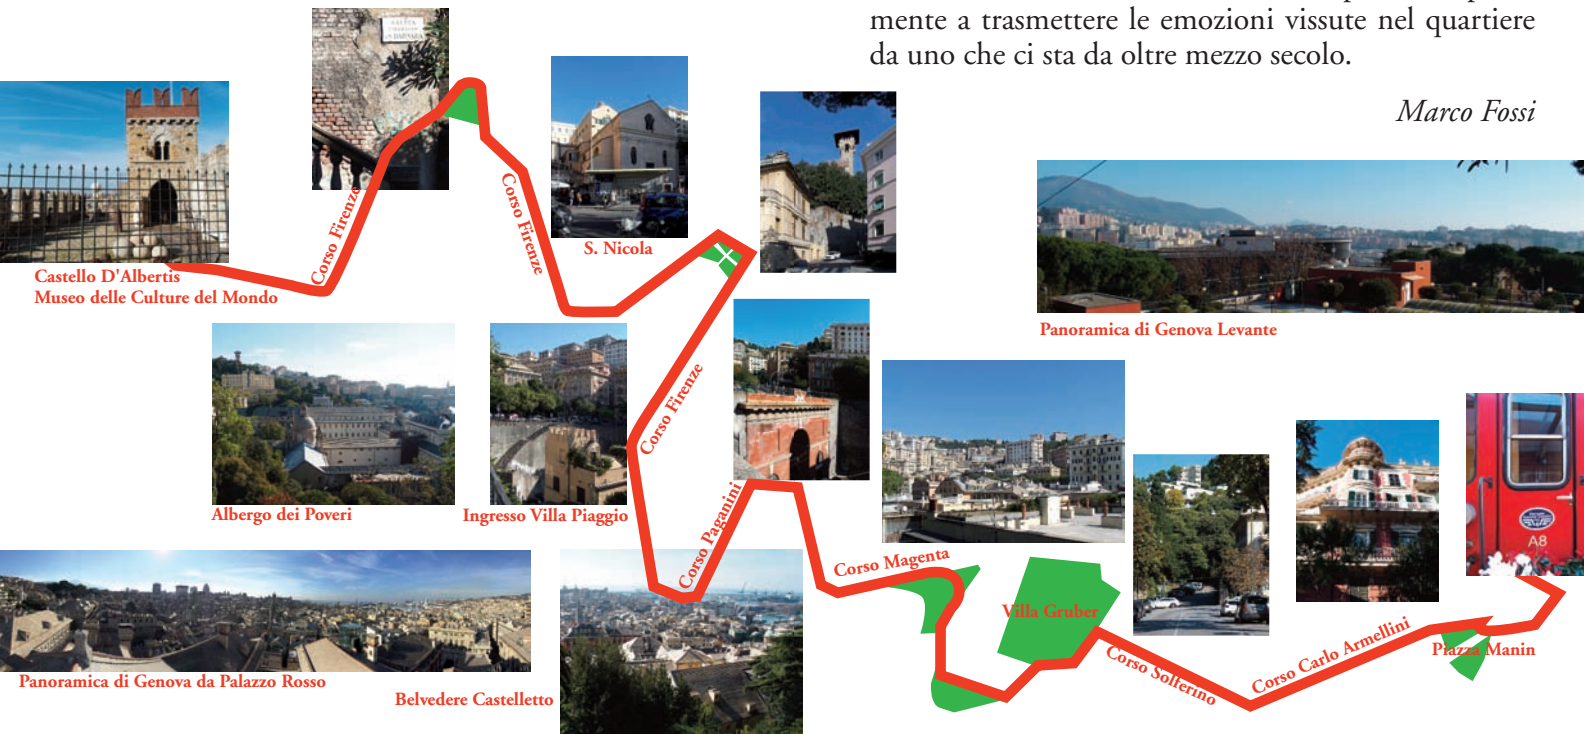 mente a trasmettere le emozioni vissute nel quartiere
da uno che ci sta da oltre mezzo secolo.
Marco Fossi
SALITA
Corso Firenze
Corso Firenze
S. Nicola
Castello D'Albertis
Museo delle Culture del Mondo
Panoramica di Genova Levante
Corso Firenze
Albergo dei Poveri
Ingresso Villa Piaggio
Corso Paganini
Corso Magenta
A8
Villa Gruber
Corso Solferino
Corso Carlo Armellini
Piazza Manin
Panoramica di Genova da Palazzo Rosso
Belvedere Castelletto